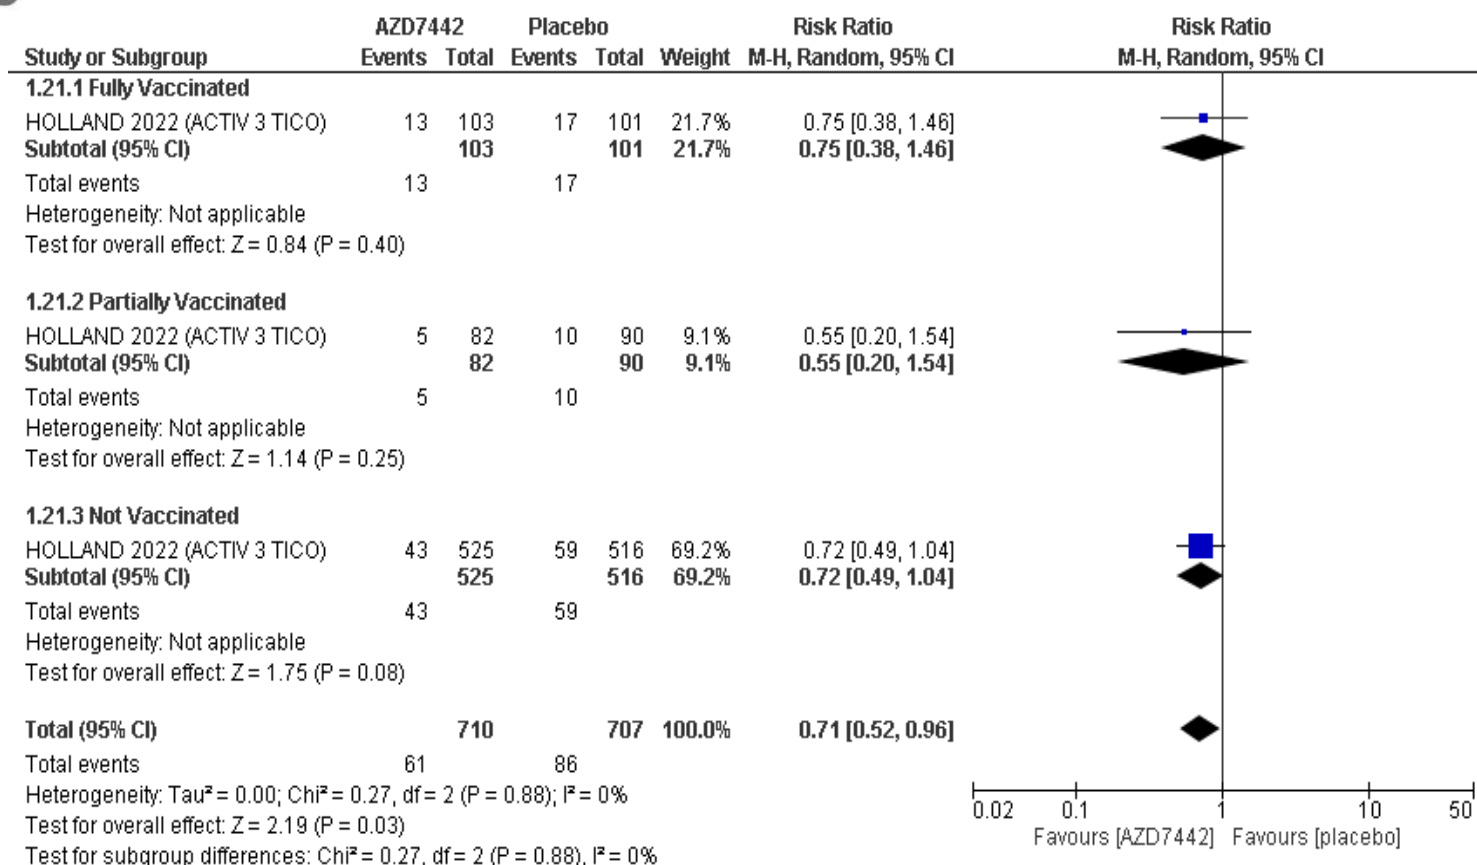 AZD7442 Placebo Risk Ratio Risk Ratio
Study or Subgroup Events Total Events Total Weight M-H, Random, 95% CI M-H, Random, 95% CI
1.21.1 Fully Vaccinated
HOLLAND 2022 (ACTIV 3 TICO) 13 103 17 101 21.7% 0.75 [0.38, 1.46]
Subtotal (95% CI) 103 101 21.7% 0.75 [0.38, 1.46]
Total events 13 17
Heterogeneity: Not applicable
Test for overall effect: Z = 0.84 (P = 0.40)
1.21.2 Partially Vaccinated
HOLLAND 2022 (ACTIV 3 TICO) 5 82 10 90 9.1% 0.55 [0.20, 1.54]
Subtotal (95% CI) 82 90 9.1% 0.55 [0.20, 1.54]
Total events 5 10
Heterogeneity: Not applicable
Test for overall effect: Z = 1.14 (P = 0.25)
1.21.3 Not Vaccinated
HOLLAND 2022 (ACTIV 3 TICO) 43 525 59 516 69.2% 0.72 [0.49, 1.04]
Subtotal (95% CI) 525 516 69.2% 0.72 [0.49, 1.04]
Total events 43 59
Heterogeneity: Not applicable
Test for overall effect: Z = 1.75 (P = 0.08)
Total (95% CI) 710 707 100.0% 0.71 [0.52, 0.96]
Total events 61 86
Heterogeneity: Tau² = 0.00; Chi² = 0.27, df = 2 (P = 0.88); I² = 0%
Test for overall effect: Z = 2.19 (P = 0.03)
Test for subgroup differences: Chi² = 0.27, df = 2 (P = 0.88), I² = 0%
0.02 0.1 1 10 50
Favours [AZD7442] Favours [placebo]